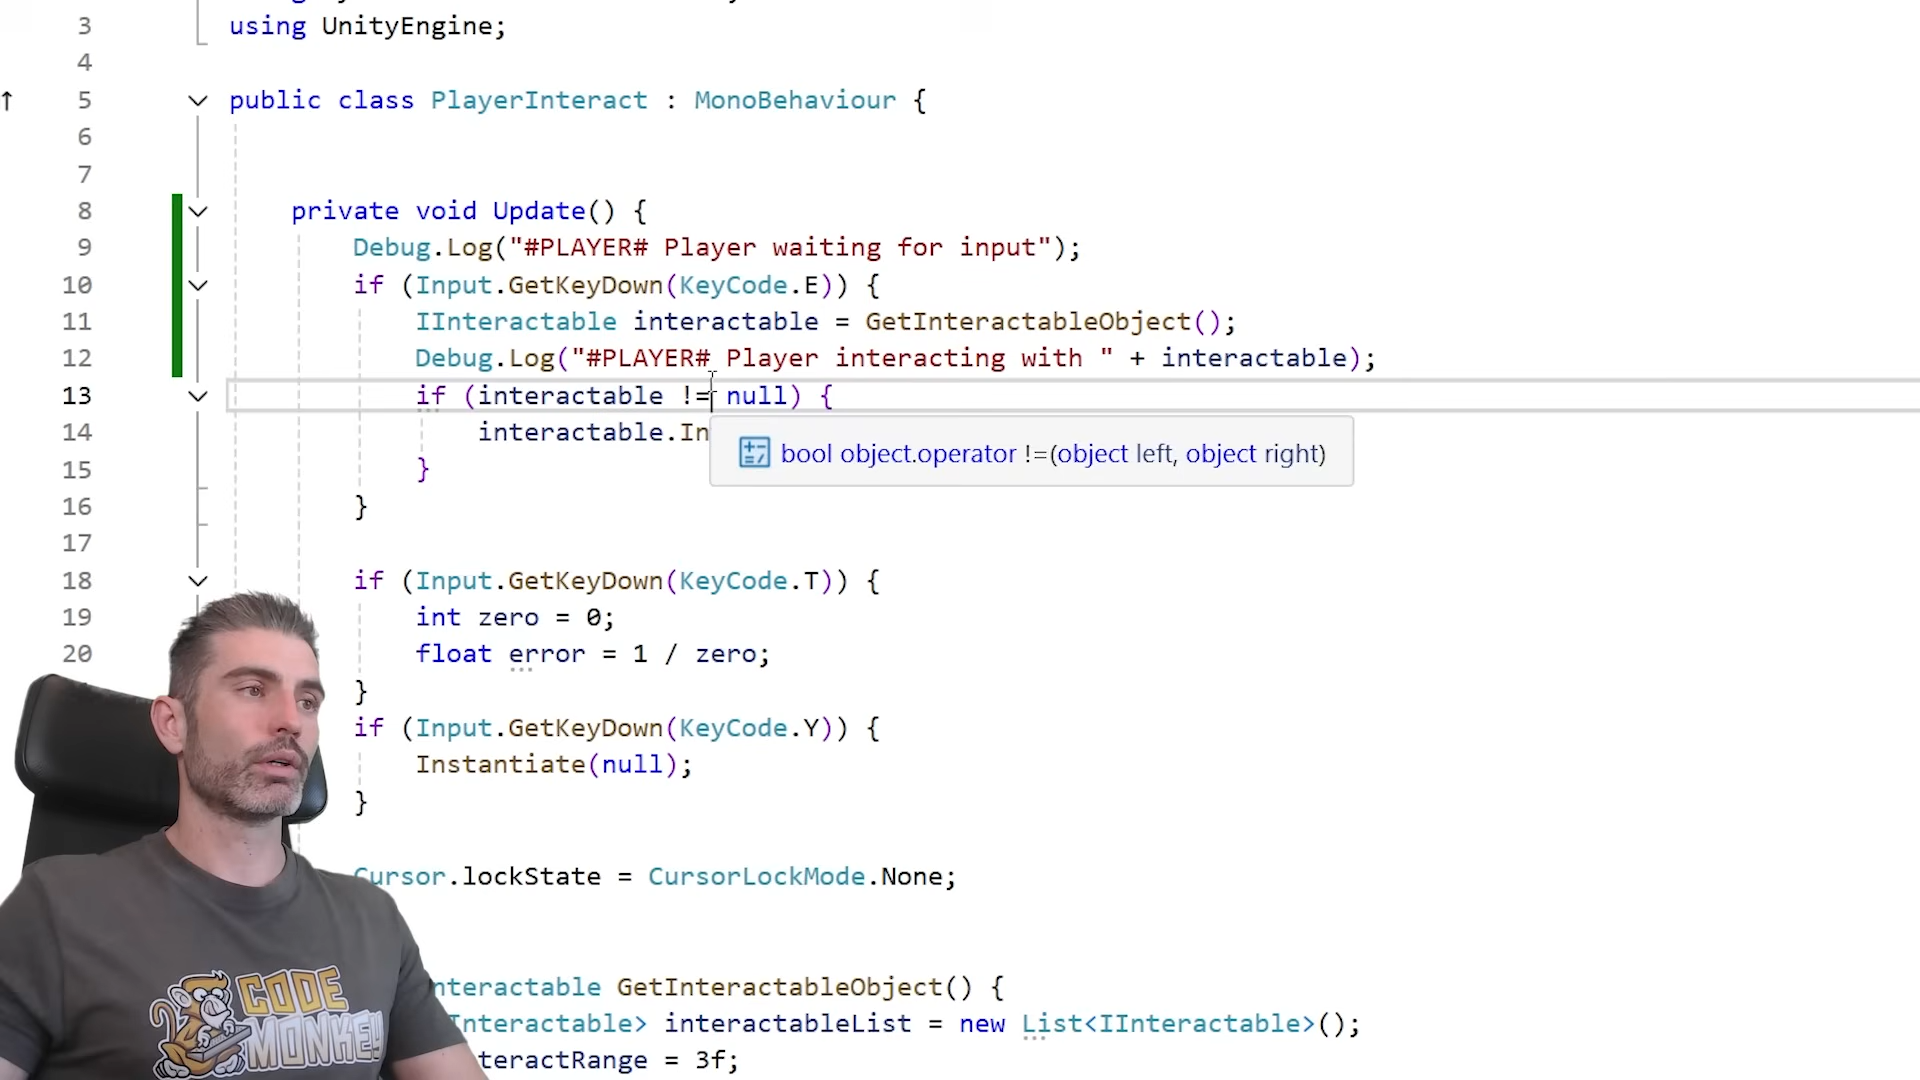 3 using UnityEngine;
4
↑ 5 public class PlayerInteract : MonoBehaviour {
6
7
8 private void Update() {
9 Debug.Log("#PLAYER# Player waiting for input");
10 if (Input.GetKeyDown(KeyCode.E)) {
11 IInteractable interactable = GetInteractableObject();
12 Debug.Log("#PLAYER# Player interacting with " + interactable);
13 if (interactable != null) {
14 interactable.In
bool object.operator !=(object left, object right)
15 }
16 }
17
18 if (Input.GetKeyDown(KeyCode.T)) {
19 int zero = 0;
20 float error = 1 / zero;
}
if (Input.GetKeyDown(KeyCode.Y)) {
Instantiate(null);
}
Cursor.lockState = CursorLockMode.None;
nteractable GetInteractableObject() {
Interactable> interactableList = new List<IInteractable>();
teractRange = 3f;
CODE
MONKEY